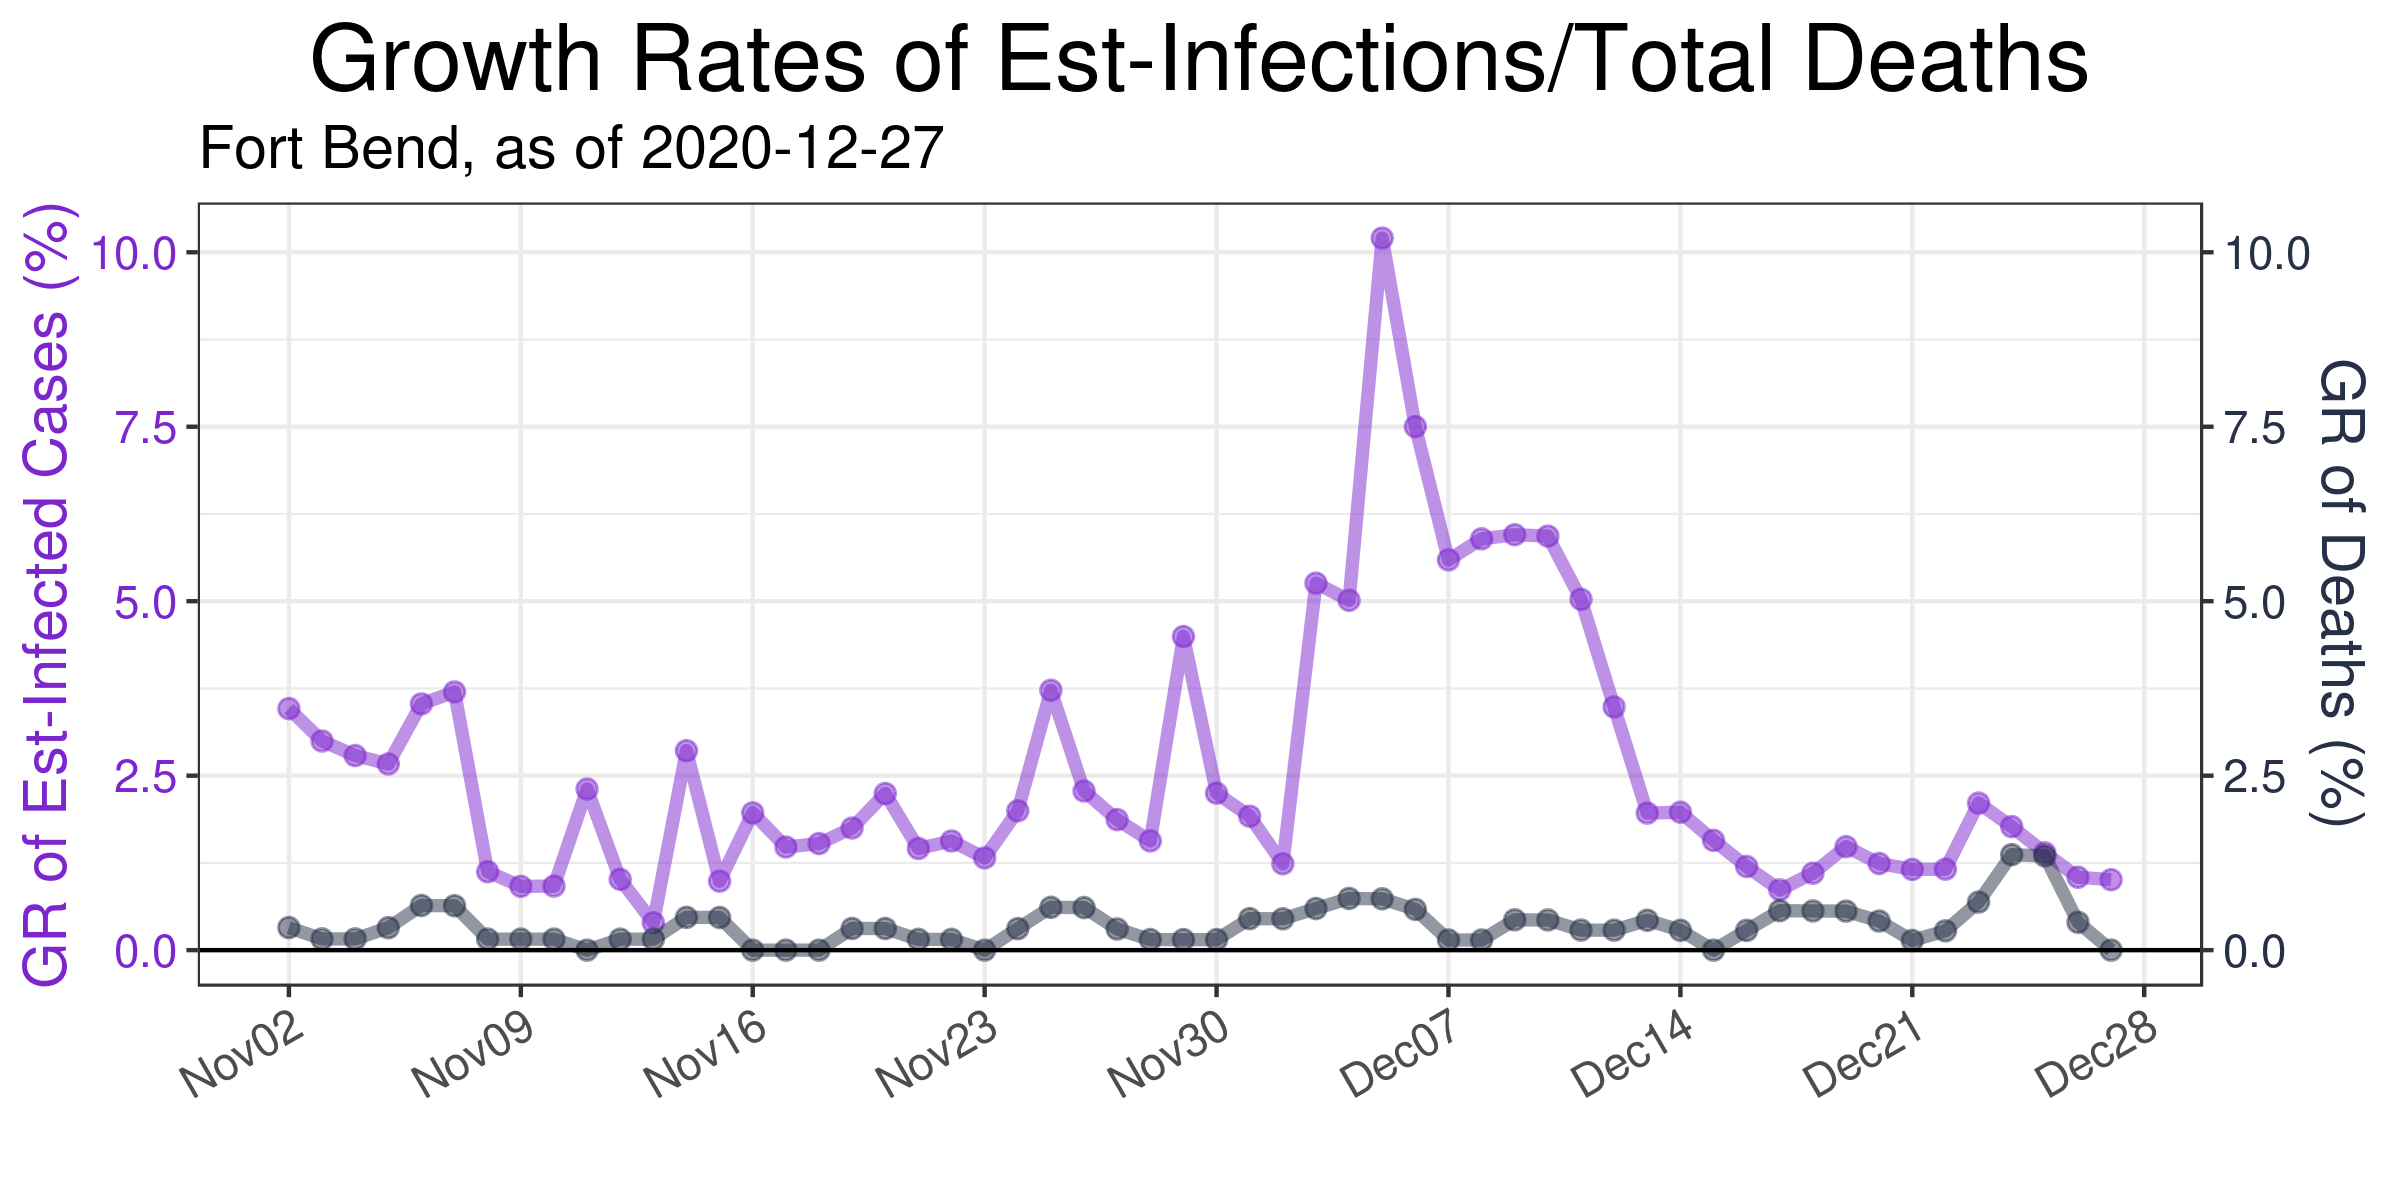 Growth Rates of Est-Infections/Total Deaths
Fort Bend, as of 2020-12-27
GR of Est-Infected Cases (%)
10.0
7.5
5.0
2.5
0.0
10.0
7.5
5.0
2.5
0.0
GR of Deaths (%)
Nov02
Nov09
Nov16
Nov23
Nov30
Dec07
Dec14
Dec21
Dec28